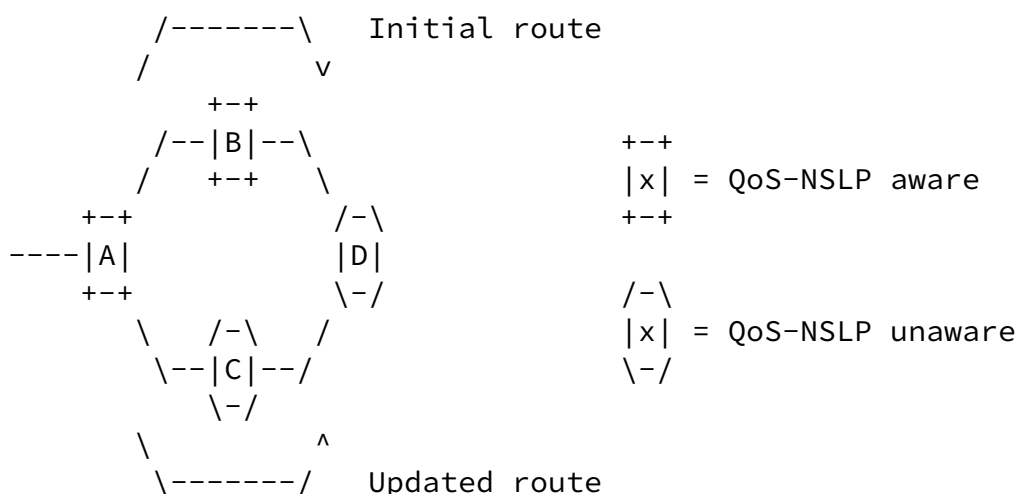 /-------\   Initial route
         /         v
             +-+
          /--|B|--\                 +-+
         /   +-+   \                |x| = QoS-NSLP aware
     +-+            /-\             +-+
 ----|A|            |D|
     +-+            \-/             /-\
        \    /-\    /               |x| = QoS-NSLP unaware
         \--|C|--/                  \-/
            \-/
        \         ^
         \-------/   Updated route